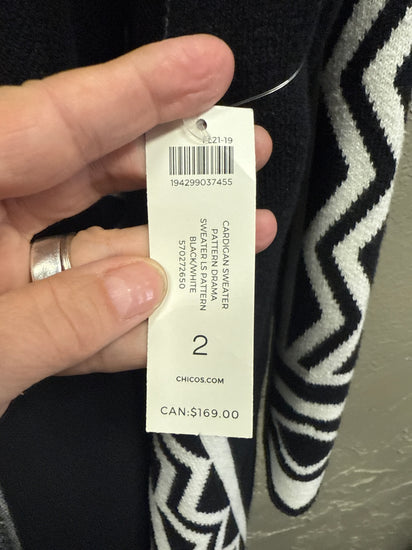 FL21-19
194299037455
CARDIGAN SWEATER
PATTERN DRAMA
SWEATER LS PATTERN
BLACK/WHITE
570272650
2
CHICOS.COM
CAN:$169.00